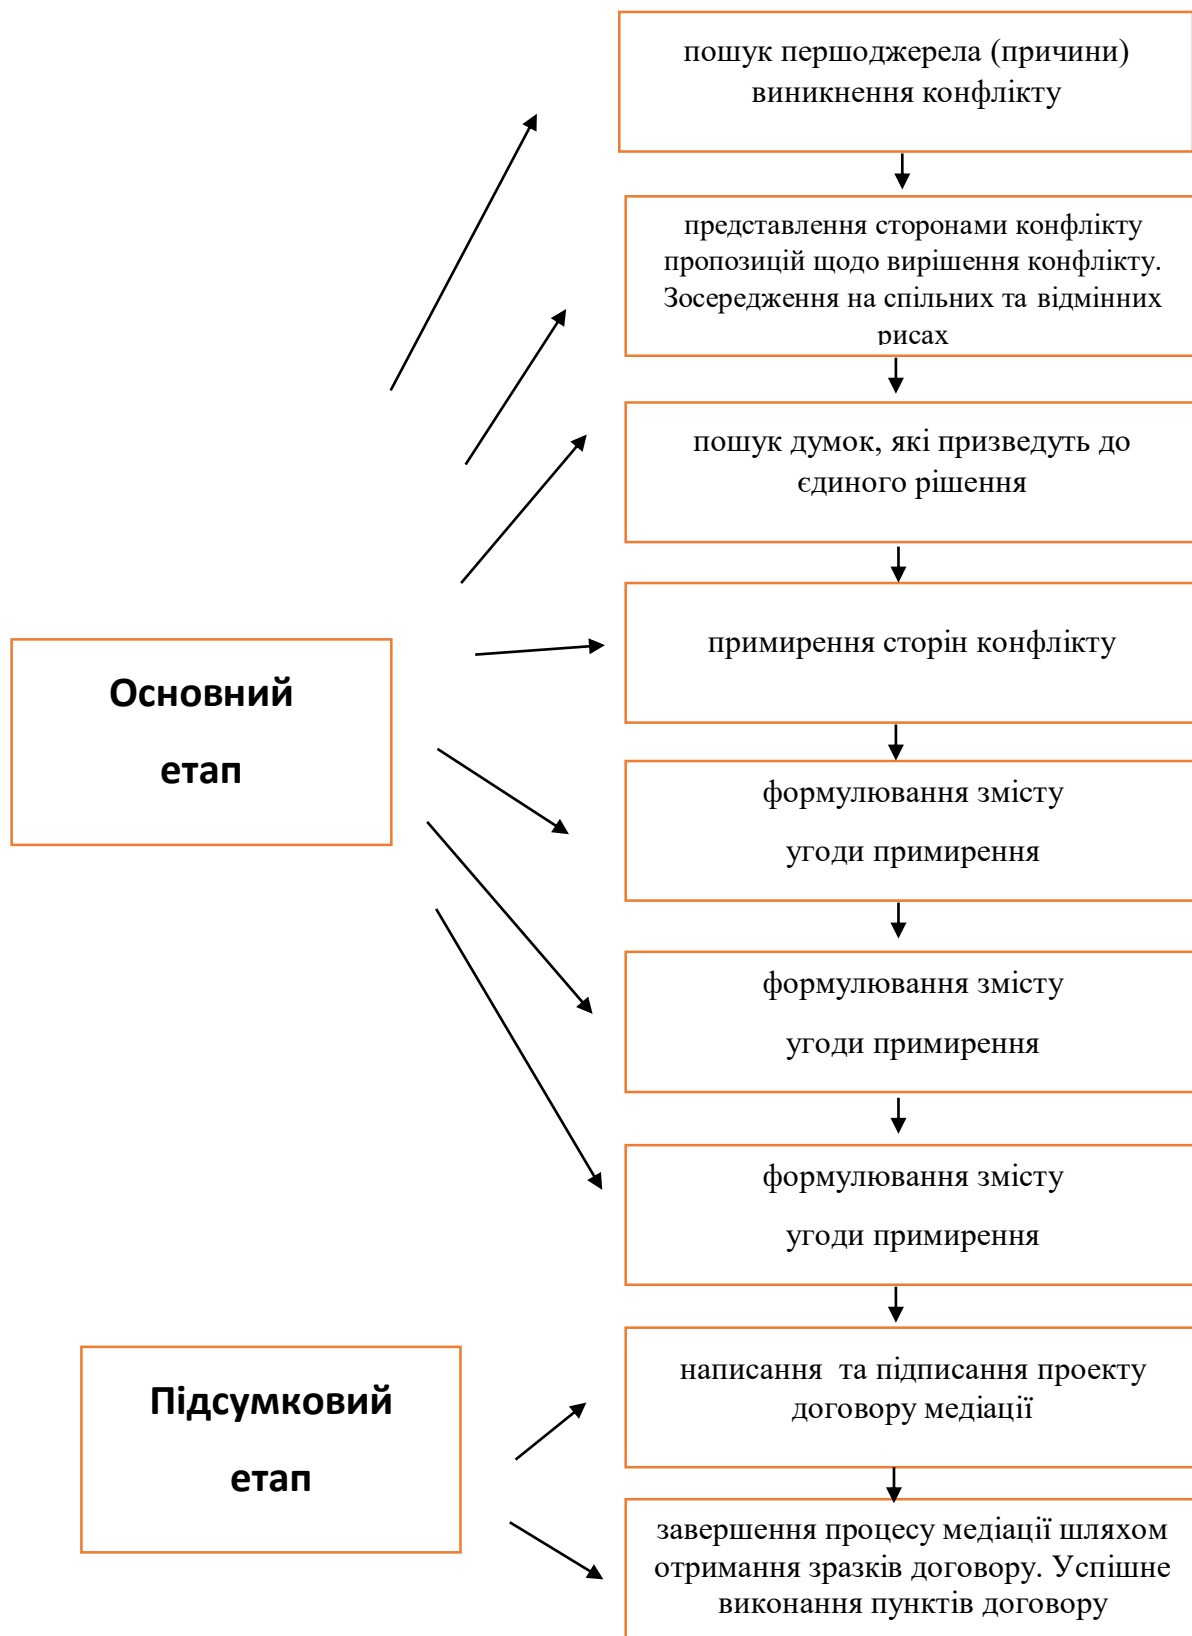 пошук першоджерела (причини)
виникнення конфлікту
представлення сторонами конфлікту
пропозицій щодо вирішення конфлікту.
Зосередження на спільних та відмінних
рисах
пошук думок, які призведуть до
єдиного рішення
примирення сторін конфлікту
Основний
етап
формулювання змісту
угоди примирення
формулювання змісту
угоди примирення
формулювання змісту
угоди примирення
Підсумковий
етап
написання та підписання проекту
договору медіації
завершення процесу медіації шляхом
отримання зразків договору. Успішне
виконання пунктів договору